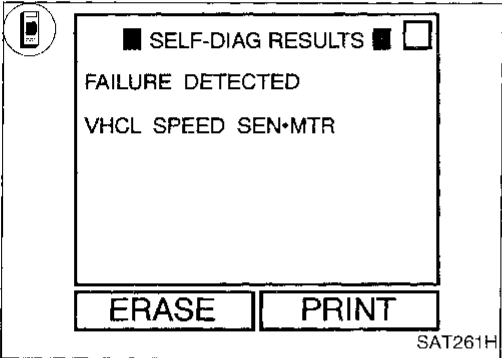 ■ SELF-DIAG RESULTS ■ □
FAILURE DETECTED
VHCL SPEED SEN•MTR
ERASE PRINT
SAT261H